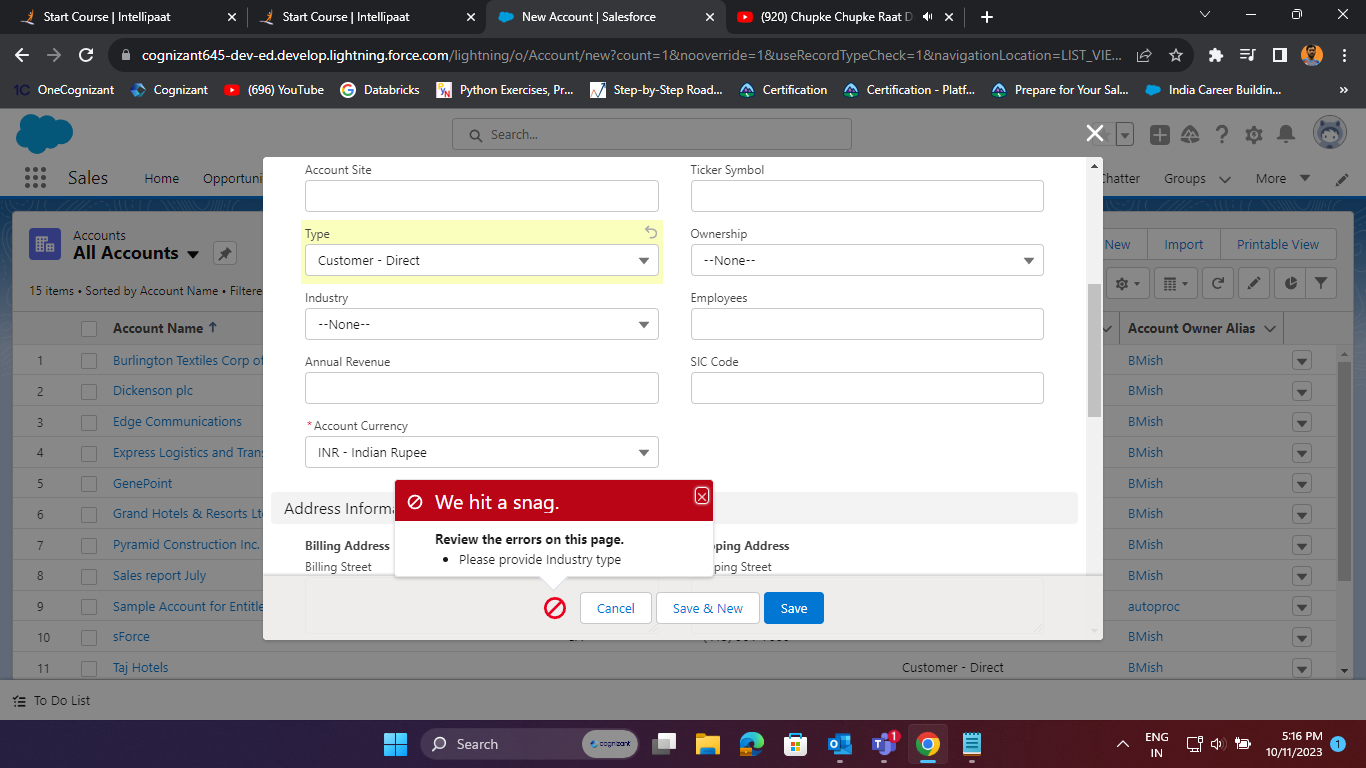 Start Course | Intellipaat
Start Course | Intellipaat
New Account | Salesforce
(920) Chupke Chupke Raat D
cognizant645-dev-ed.develop.lightning.force.com/lightning/o/Account/new?count=1&nooverride=1&useRecordTypeCheck=1&navigationLocation=LIST_VIE...
OneCognizant
Cognizant
(696) YouTube
Databricks
Python Exercises, Pr...
Step-by-Step Road...
Certification
Certification - Platf...
Prepare for Your Sal...
India Career Buildin...
»
Search...
Sales
Home
Opportuni
Chatter
Groups
More
Accounts
All Accounts
New
Import
Printable View
15 items • Sorted by Account Name • Filtere
Account Name
Account Owner Alias
1 Burlington Textiles Corp of BMish
2 Dickenson plc BMish
3 Edge Communications BMish
4 Express Logistics and Tran BMish
5 GenePoint BMish
6 Grand Hotels & Resorts Lt BMish
7 Pyramid Construction Inc. BMish
8 Sales report July BMish
9 Sample Account for Entitle autoproc
10 sForce BMish
11 Taj Hotels Customer - Direct BMish
Account Site
Ticker Symbol
Type
Customer - Direct
Ownership
--None--
Industry
--None--
Employees
Annual Revenue
SIC Code
*Account Currency
INR - Indian Rupee
Address Informa
Billing Address
pping Address
Billing Street
pping Street
We hit a snag.
Review the errors on this page.
• Please provide Industry type
Cancel
Save & New
Save
To Do List
Search
cognizant
1
ENG
IN
5:16 PM
10/11/2023
1